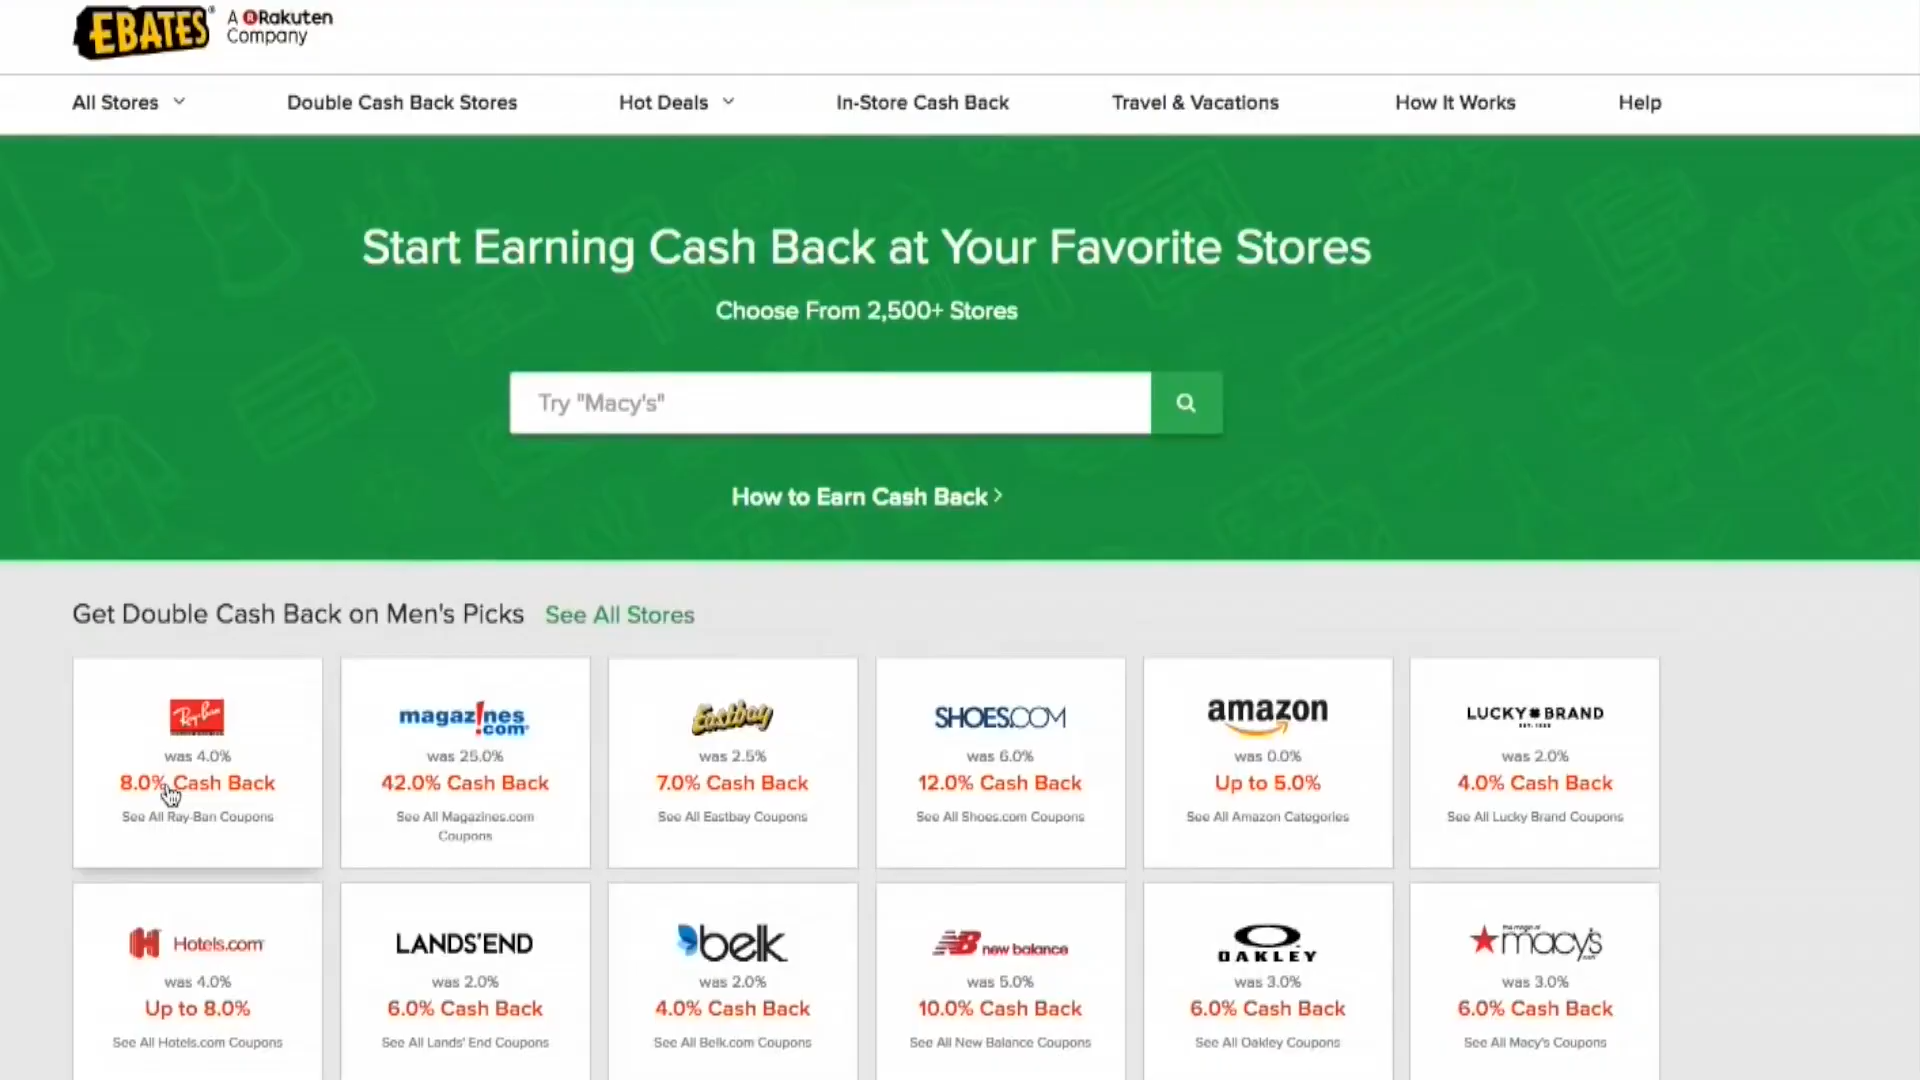 EBATES® A Rakuten
Company
All Stores
Double Cash Back Stores
Hot Deals
In-Store Cash Back
Travel & Vacations
How It Works
Help
Start Earning Cash Back at Your Favorite Stores
Choose From 2,500+ Stores
Try "Macy's"
How to Earn Cash Back >
Get Double Cash Back on Men's Picks See All Stores
Ray-Ban
was 4.0%
8.0% Cash Back
See All Ray-Ban Coupons
magaz!nes
.com
was 25.0%
42.0% Cash Back
See All Magazines.com
Coupons
Eastbay
was 2.5%
7.0% Cash Back
See All Eastbay Coupons
SHOES.COM
was 6.0%
12.0% Cash Back
See All Shoes.com Coupons
amazon
was 0.0%
Up to 5.0%
See All Amazon Categories
LUCKY BRAND
was 2.0%
4.0% Cash Back
See All Lucky Brand Coupons
Hotels.com
was 4.0%
Up to 8.0%
See All Hotels.com Coupons
LANDS'END
was 2.0%
6.0% Cash Back
See All Lands' End Coupons
belk
was 2.0%
4.0% Cash Back
See All Belk.com Coupons
NB new balance
was 5.0%
10.0% Cash Back
See All New Balance Coupons
OAKLEY
was 3.0%
6.0% Cash Back
See All Oakley Coupons
the magic of
macy's
.com
was 3.0%
6.0% Cash Back
See All Macy's Coupons